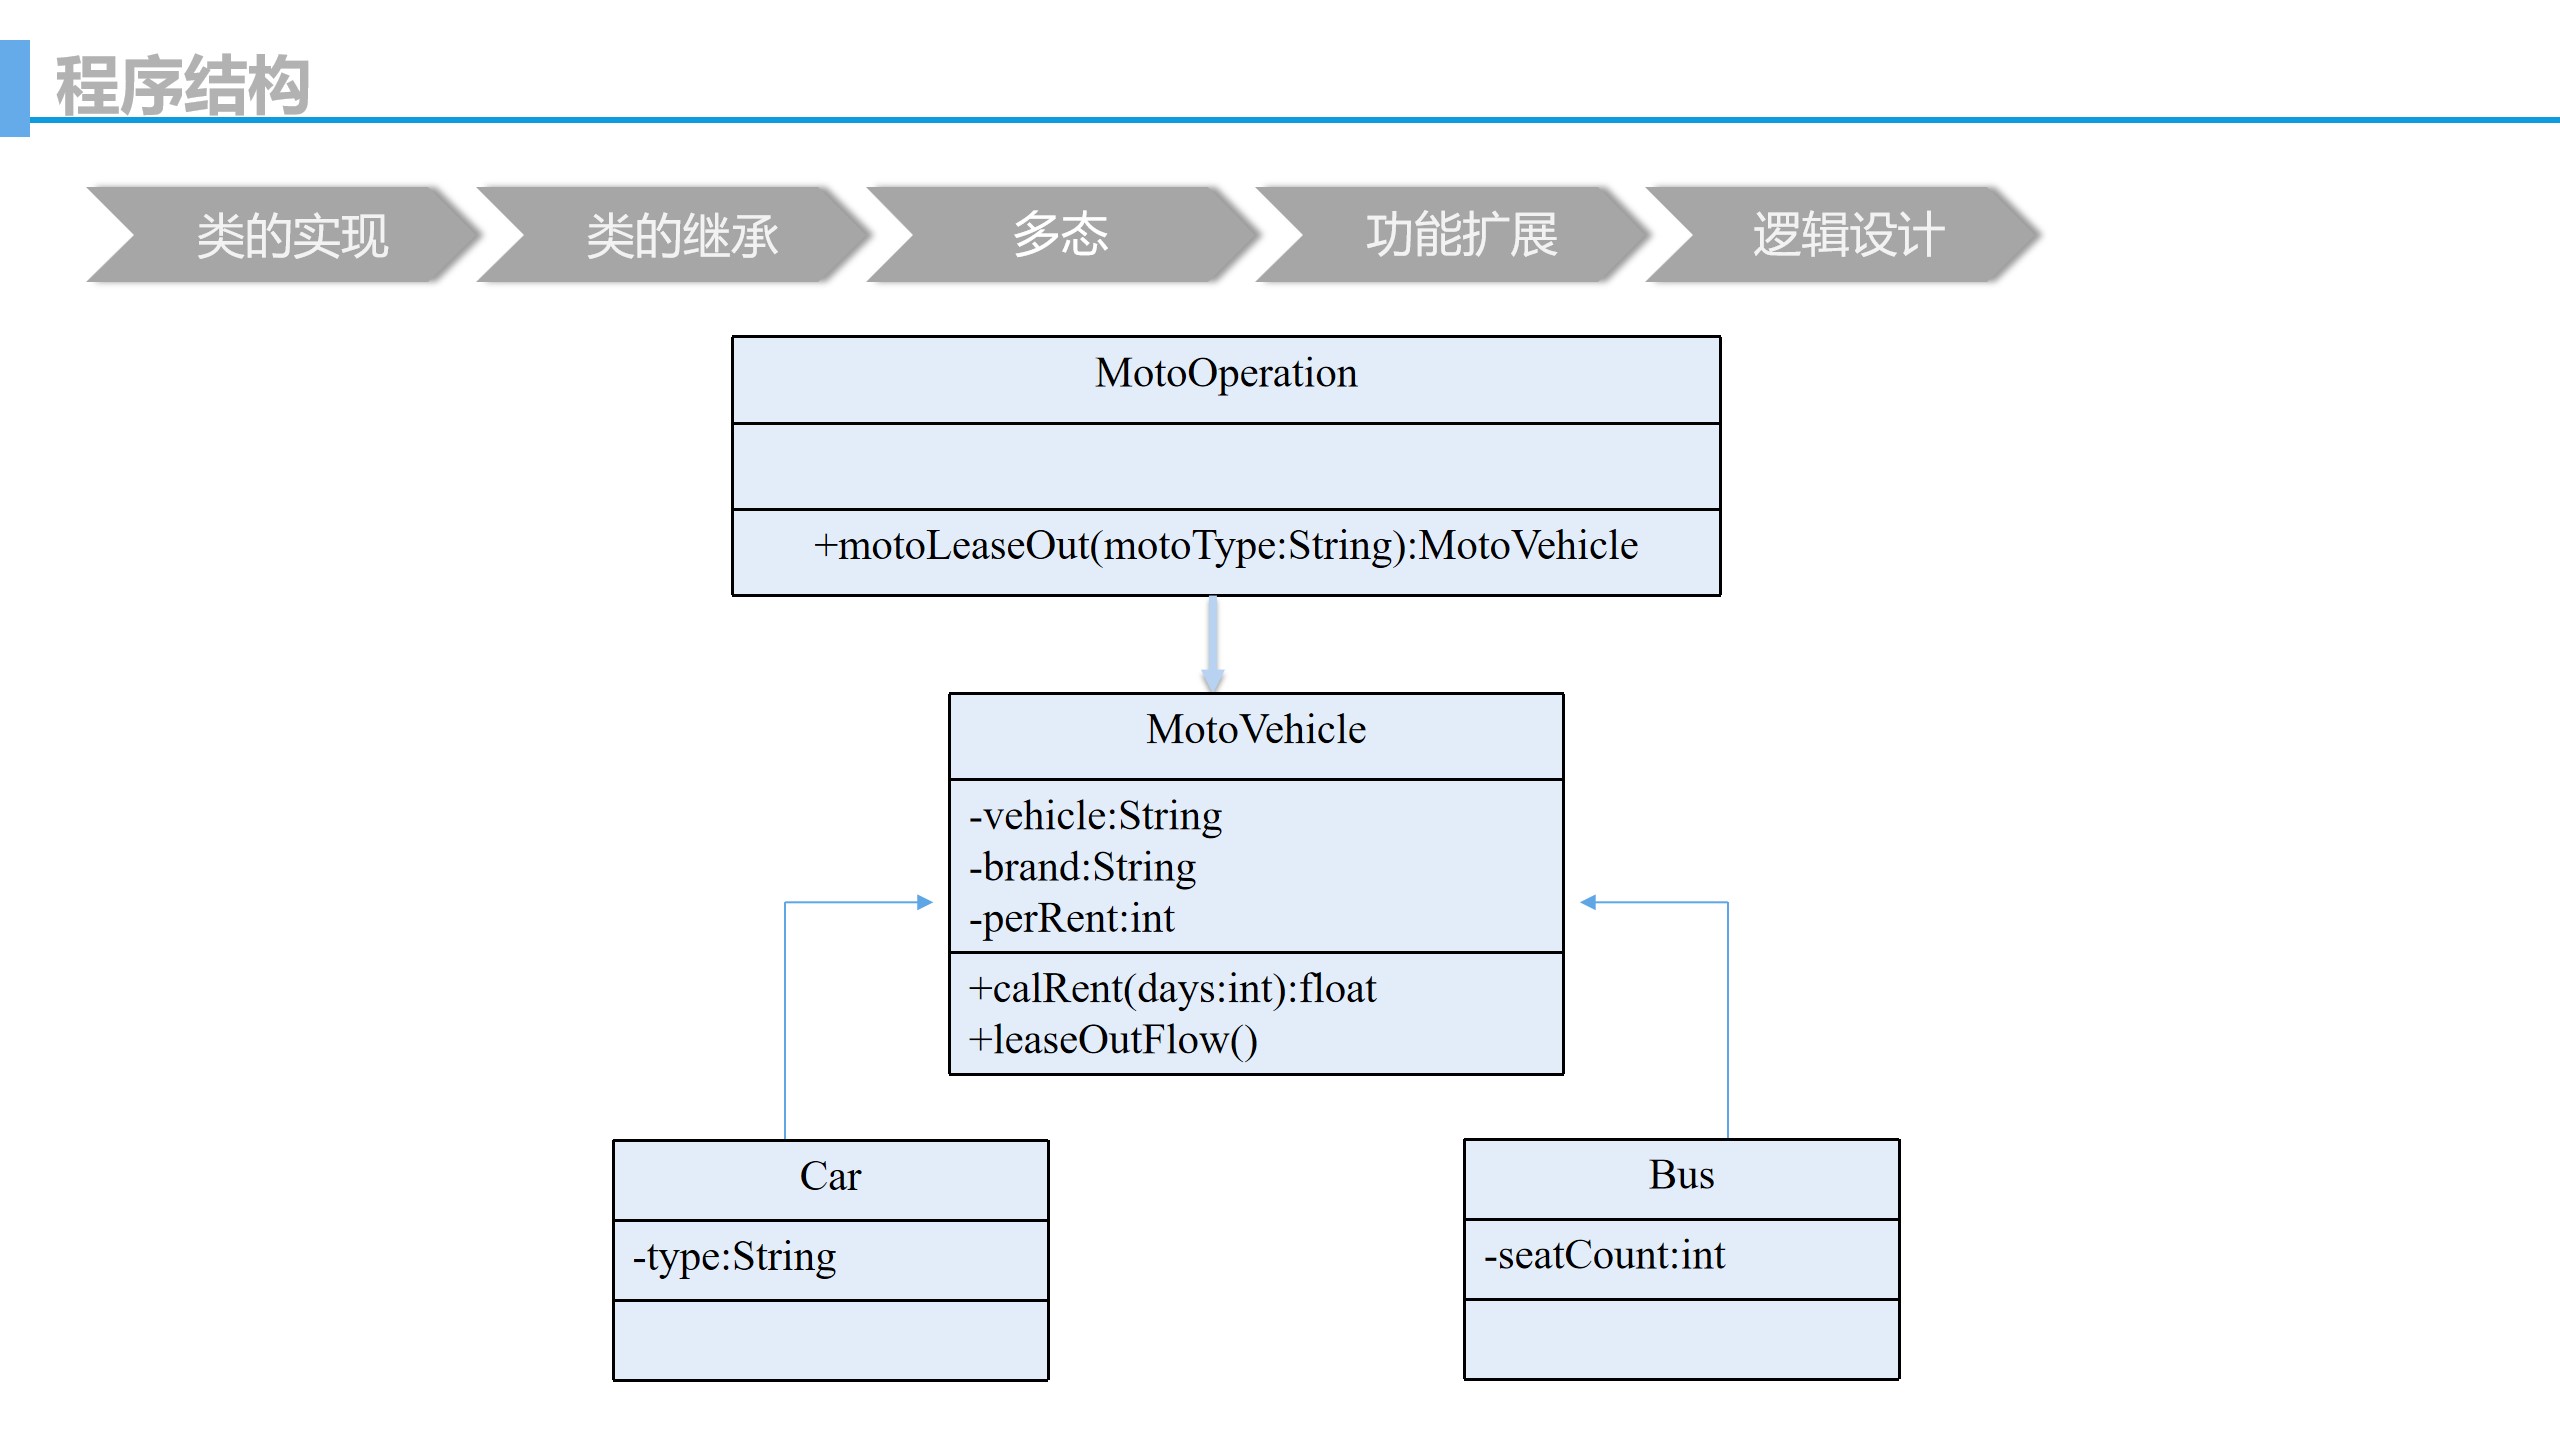 程序结构
类的实现
类的继承
多态
功能扩展
逻辑设计
MotoOperation
+motoLeaseOut(motoType:String):MotoVehicle
MotoVehicle
-vehicle:String
-brand:String
-perRent:int
+calRent(days:int):float
+leaseOutFlow()
Car
-type:String
Bus
-seatCount:int